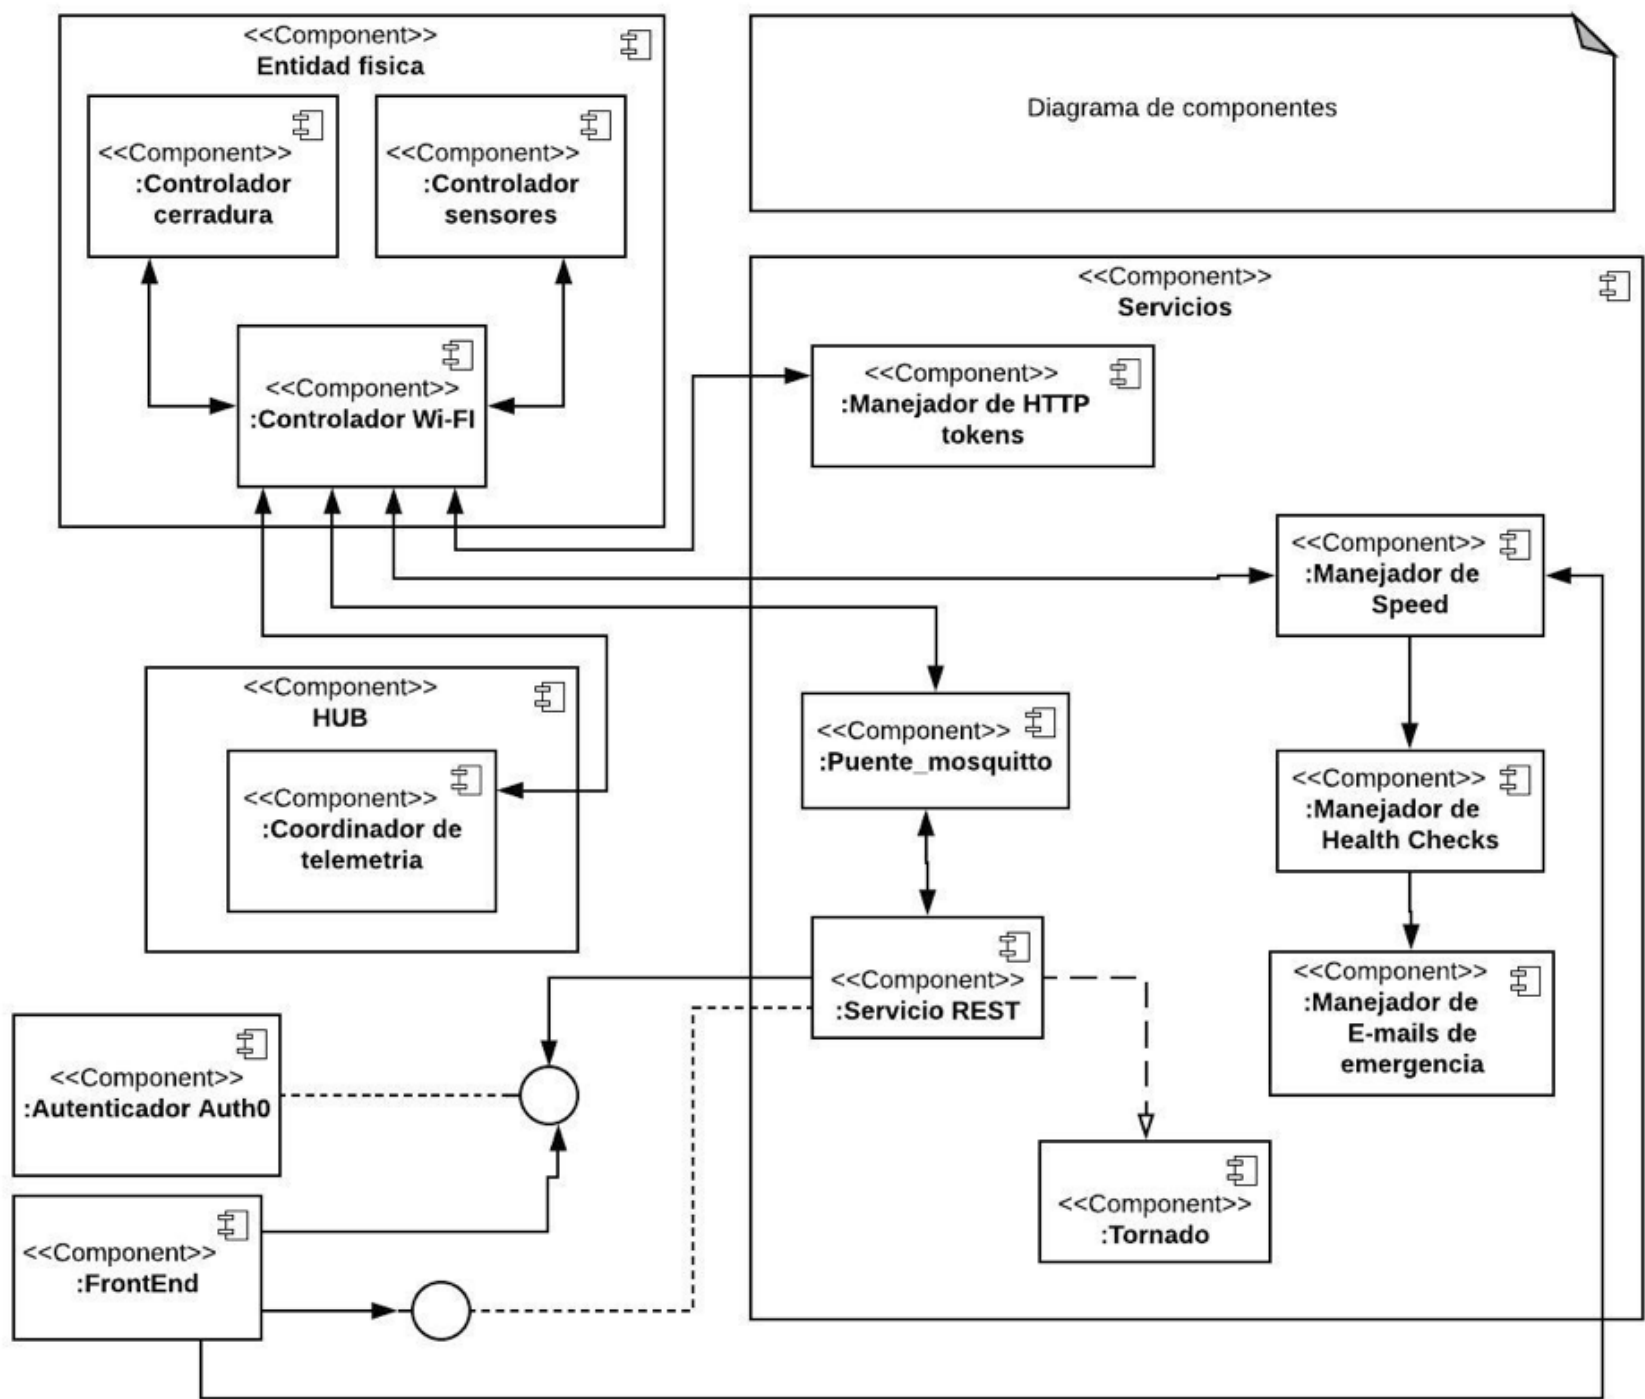 <<Component>>
Entidad fisica
<<Component>>
:Controlador
cerradura
<<Component>>
:Controlador
sensores
<<Component>>
:Controlador Wi-FI
Diagrama de componentes
<<Component>>
Servicios
<<Component>>
:Manejador de HTTP
tokens
<<Component>>
:Manejador de
Speed
<<Component>>
HUB
<<Component>>
:Coordinador de
telemetria
<<Component>>
:Puente_mosquitto
<<Component>>
:Manejador de
Health Checks
<<Component>>
:Servicio REST
<<Component>>
:Manejador de
E-mails de
emergencia
<<Component>>
:Autenticador Auth0
<<Component>>
:FrontEnd
<<Component>>
:Tornado